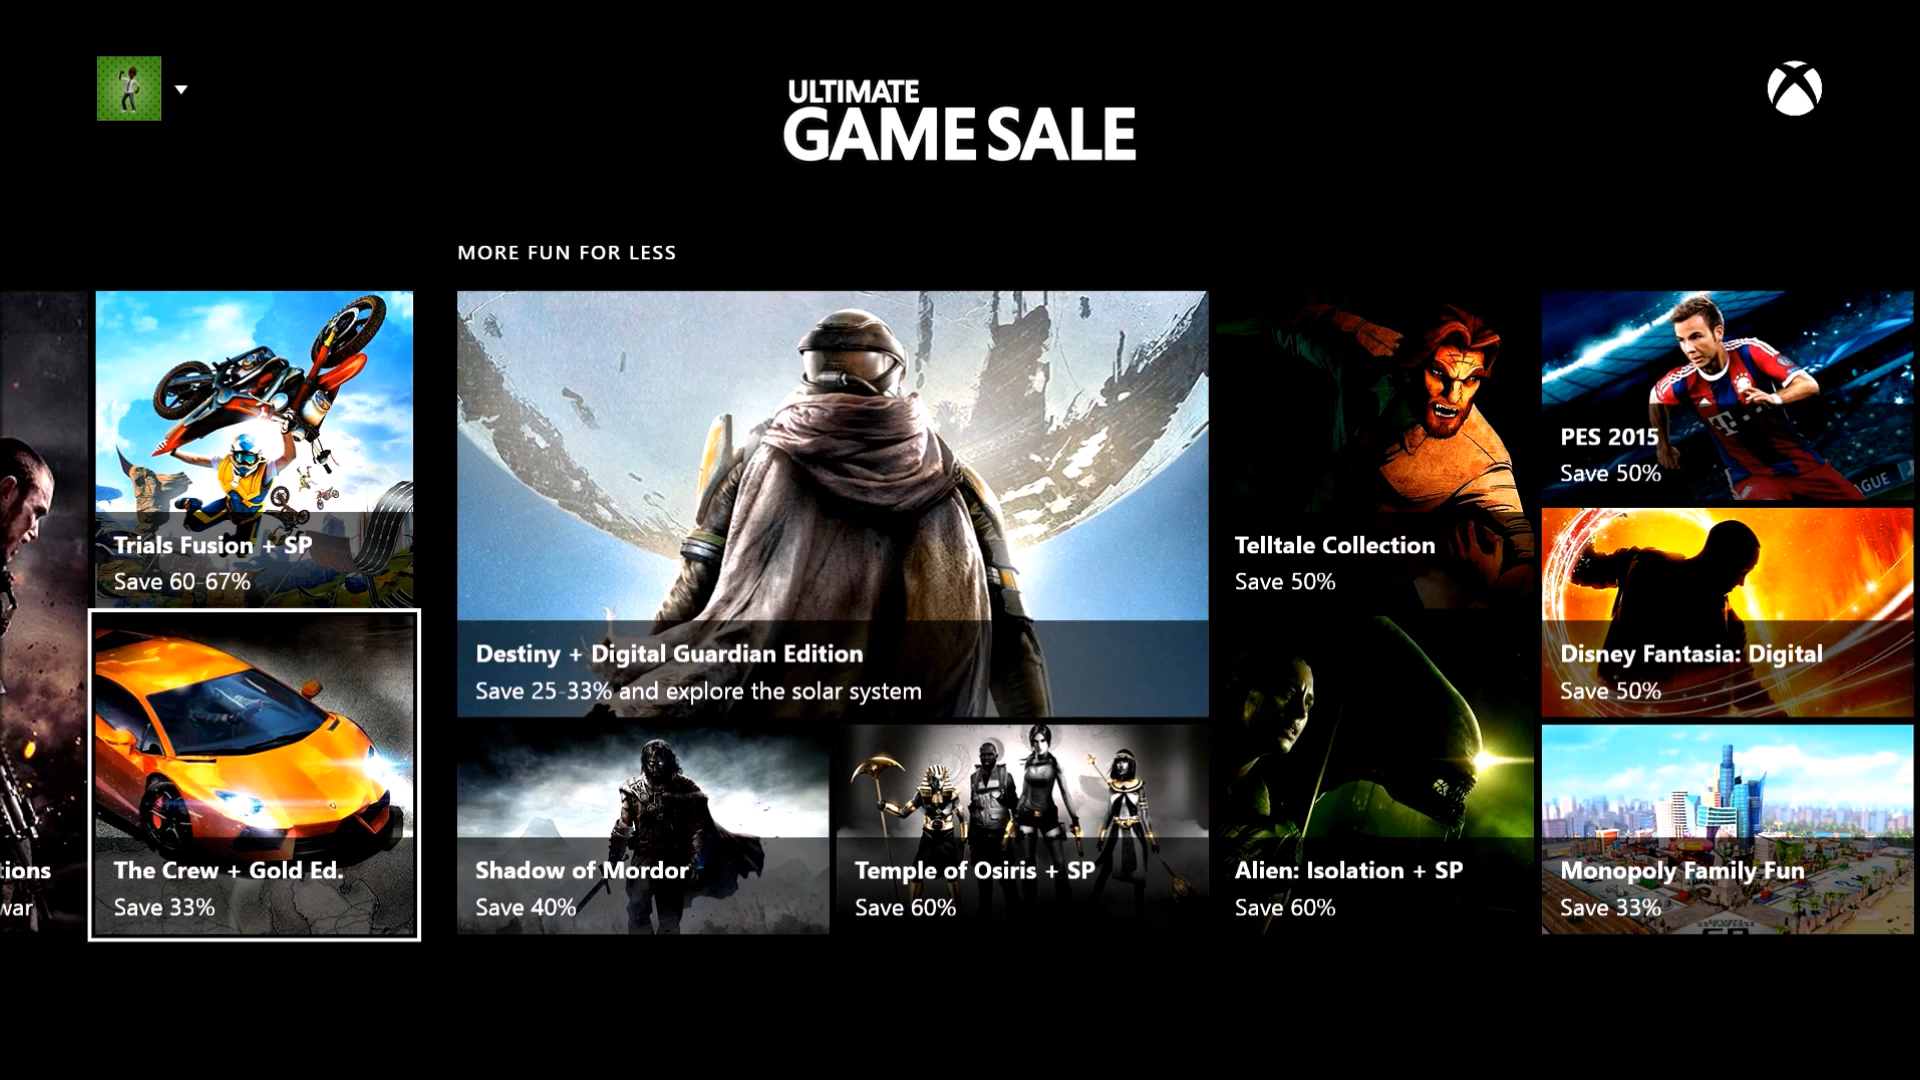 ULTIMATE
GAME SALE
MORE FUN FOR LESS
tions
war
Trials Fusion + SP
Save 60-67%
The Crew + Gold Ed.
Save 33%
Destiny + Digital Guardian Edition
Save 25-33% and explore the solar system
Shadow of Mordor
Save 40%
Temple of Osiris + SP
Save 60%
Telltale Collection
Save 50%
Alien: Isolation + SP
Save 60%
PES 2015
Save 50%
AGUE
T
Disney Fantasia: Digital
Save 50%
Monopoly Family Fun
Save 33%